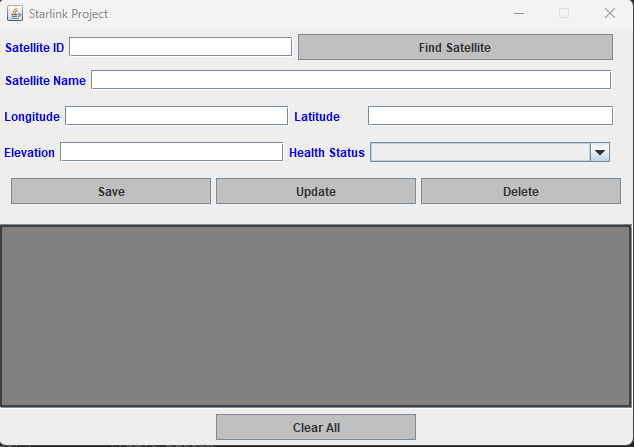 Starlink Project
Satellite ID Find Satellite
Satellite Name
Longitude Latitude
Elevation Health Status
Save Update Delete
Clear All